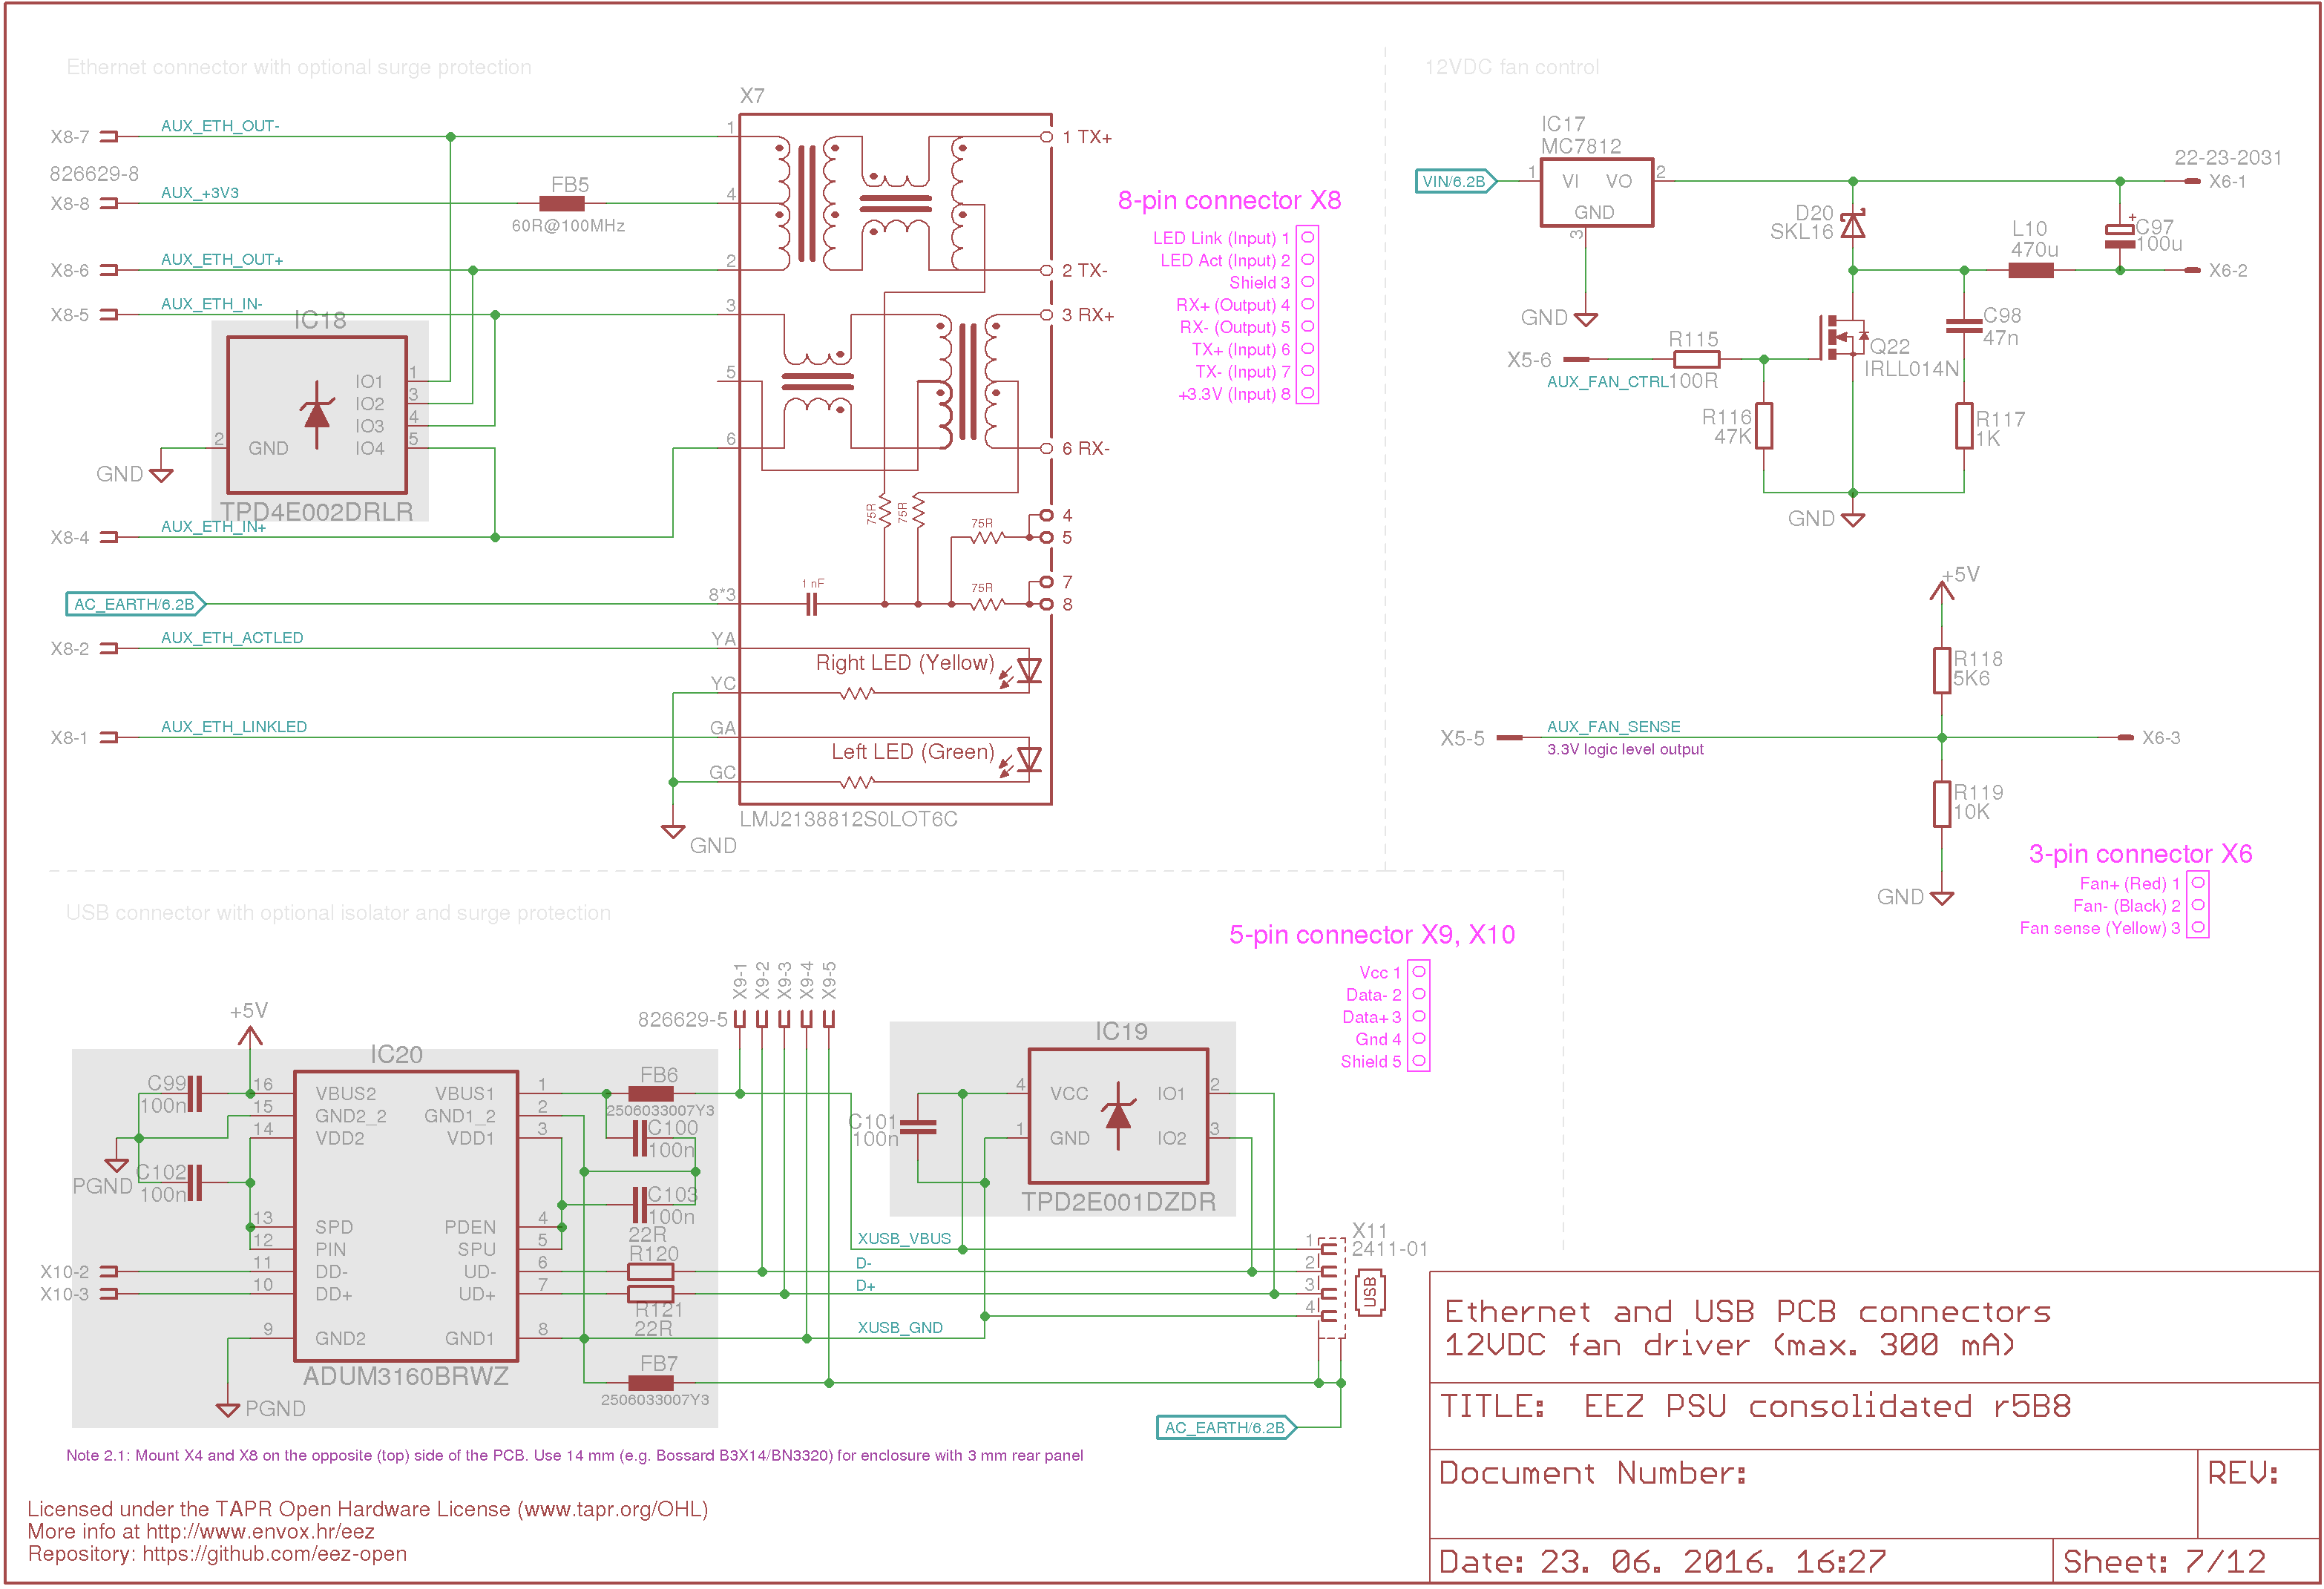 Ethernet connector with optional surge protection
X7
X8-7
AUX_ETH_OUT-
1
1 TX+
826629-8
X8-8
AUX_+3V3
FB5
60R@100MHz
4
X8-6
AUX_ETH_OUT+
2
2 TX-
X8-5
AUX_ETH_IN-
3
3 RX+
IC18
IO1
1
IO2
3
IO3
4
IO4
5
2
GND
GND
TPD4E002DRLR
5
6
6 RX-
X8-4
AUX_ETH_IN+
75R
75R
75R
4
5
75R
7
8
AC_EARTH/6.2B
8*3
1 nF
X8-2
AUX_ETH_ACTLED
YA
Right LED (Yellow)
YC
X8-1
AUX_ETH_LINKLED
GA
Left LED (Green)
GC
LMJ2138812S0LOT6C
GND
8-pin connector X8
LED Link (Input) 1
LED Act (Input) 2
Shield 3
RX+ (Output) 4
RX- (Output) 5
TX+ (Input) 6
TX- (Input) 7
+3.3V (Input) 8
12VDC fan control
IC17
MC7812
VIN/6.2B
1
VI
VO
2
GND
3
GND
22-23-2031
X6-1
D20
SKL16
L10
470u
+
C97
100u
X6-2
C98
47n
X5-6
R115
AUX_FAN_CTRL
100R
Q22
IRLL014N
R116
47K
R117
1K
GND
+5V
R118
5K6
X5-5
AUX_FAN_SENSE
3.3V logic level output
X6-3
R119
10K
GND
3-pin connector X6
Fan+ (Red) 1
Fan- (Black) 2
Fan sense (Yellow) 3
USB connector with optional isolator and surge protection
5-pin connector X9, X10
Vcc 1
Data- 2
Data+ 3
Gnd 4
Shield 5
X9-1
X9-2
X9-3
X9-4
X9-5
826629-5
+5V
IC20
C99
100n
16
VBUS2
VBUS1
1
15
GND2_2
GND1_2
2
14
VDD2
VDD1
3
PGND
C102
100n
13
SPD
PDEN
4
12
PIN
SPU
5
X10-2
11
DD-
UD-
6
X10-3
10
DD+
UD+
7
9
GND2
GND1
8
ADUM3160BRWZ
PGND
FB6
2506033007Y3
C100
100n
C103
100n
22R
R120
R121
22R
FB7
2506033007Y3
IC19
C101
100n
4
VCC
IO1
2
1
GND
IO2
3
TPD2E001DZDR
XUSB_VBUS
D-
D+
XUSB_GND
X11
2411-01
1
2
3
4
USB
AC_EARTH/6.2B
Note 2.1: Mount X4 and X8 on the opposite (top) side of the PCB. Use 14 mm (e.g. Bossard B3X14/BN3320) for enclosure with 3 mm rear panel
Licensed under the TAPR Open Hardware License (www.tapr.org/OHL)
More info at http://www.envox.hr/eez
Repository: https://github.com/eez-open
Ethernet and USB PCB connectors
12VDC fan driver (max. 300 mA)
TITLE: EEZ PSU consolidated r5B8
Document Number:
REV:
Date: 23. 06. 2016. 16:27
Sheet: 7/12